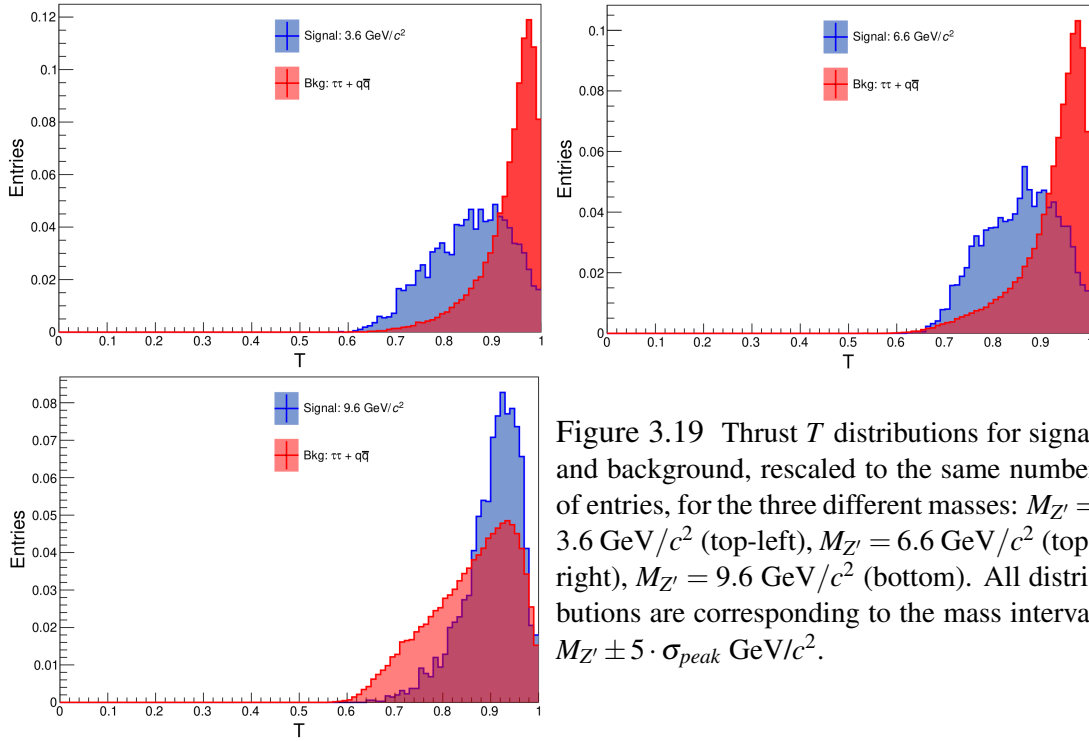 0.12
0.1
0.08
0.06
0.04
0.02
0
Entries
Signal: 3.6 GeV/c²
Bkg: ττ + qq̅
0 0.1 0.2 0.3 0.4 0.5 0.6 0.7 0.8 0.9 1
T
0.1
0.08
0.06
0.04
0.02
0
Entries
Signal: 6.6 GeV/c²
Bkg: ττ + qq̅
0 0.1 0.2 0.3 0.4 0.5 0.6 0.7 0.8 0.9 1
T
0.08
0.07
0.06
0.05
0.04
0.03
0.02
0.01
0
Entries
Signal: 9.6 GeV/c²
Bkg: ττ + qq̅
0 0.1 0.2 0.3 0.4 0.5 0.6 0.7 0.8 0.9 1
T
Figure 3.19 Thrust T distributions for signa
and background, rescaled to the same number
of entries, for the three different masses: M_Z′ =
3.6 GeV/c² (top-left), M_Z′ = 6.6 GeV/c² (top
right), M_Z′ = 9.6 GeV/c² (bottom). All distri
butions are corresponding to the mass interva
M_Z′ ± 5 · σ_peak GeV/c².